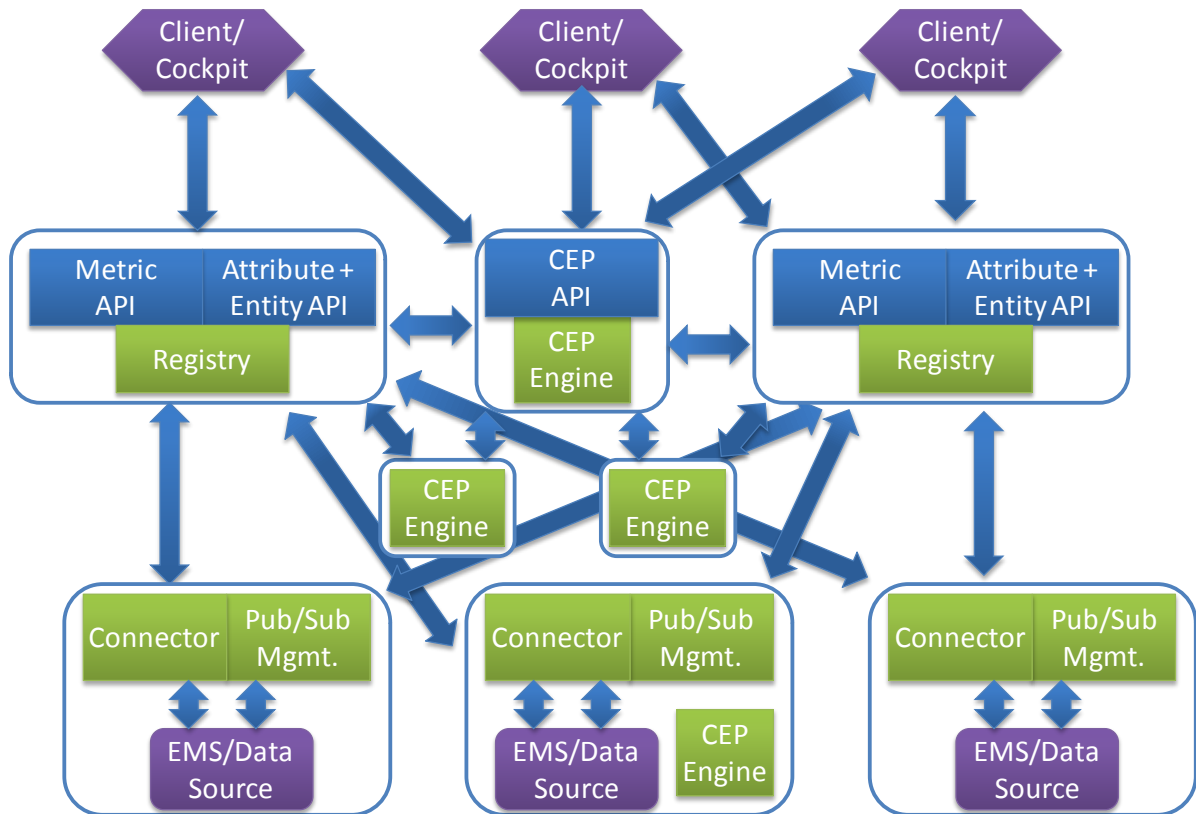 Client/
Cockpit
Client/
Cockpit
Client/
Cockpit
Metric
API
Attribute +
Entity API
Registry
CEP
API
CEP
Engine
Metric
API
Attribute +
Entity API
Registry
CEP
Engine
CEP
Engine
Connector
Pub/Sub
Mgmt.
EMS/Data
Source
Connector
Pub/Sub
Mgmt.
EMS/Data
Source
CEP
Engine
Connector
Pub/Sub
Mgmt.
EMS/Data
Source